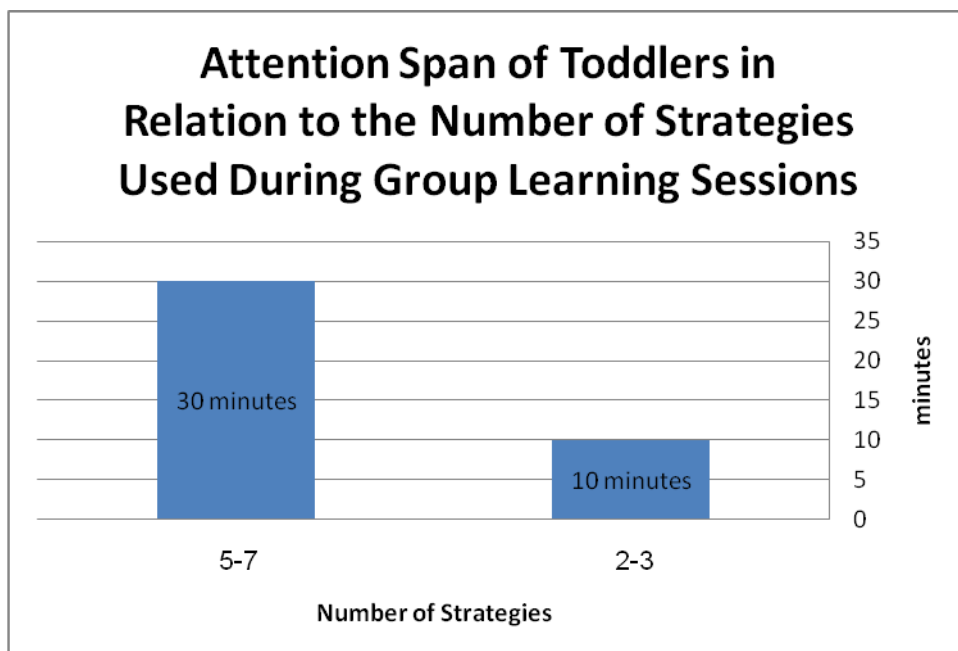 Attention Span of Toddlers in
Relation to the Number of Strategies
Used During Group Learning Sessions
35
30
25
20
15
10
5
0
minutes
30 minutes
10 minutes
5-7
2-3
Number of Strategies